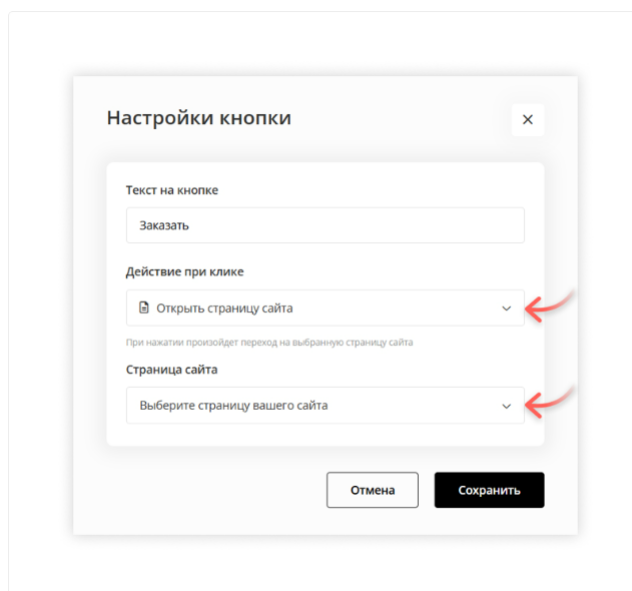 Настройки кнопки
Текст на кнопке
Заказать
Действие при клике
Открыть страницу сайта
При нажатии произойдет переход на выбранную страницу сайта
Страница сайта
Выберите страницу вашего сайта
Отмена
Сохранить